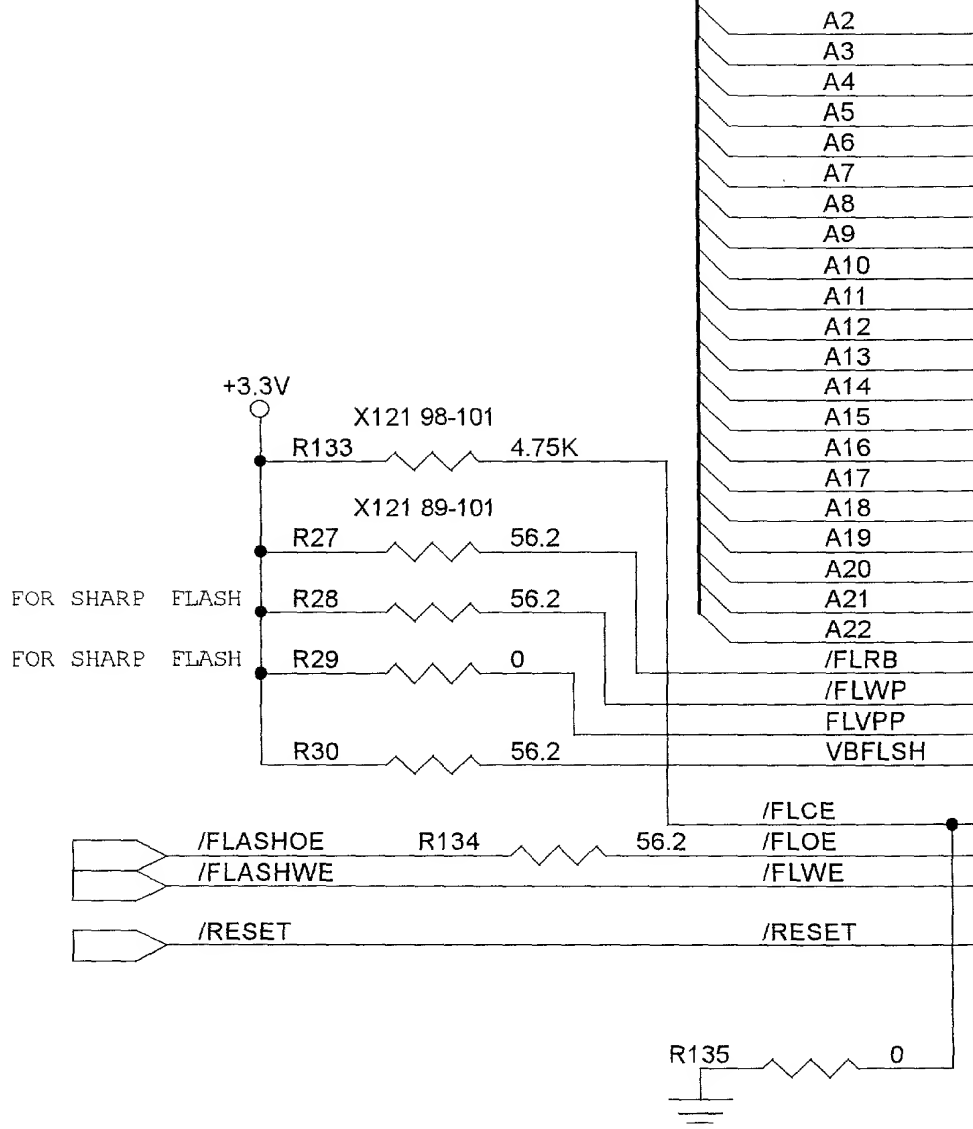 A2
A3
A4
A5
A6
A7
A8
A9
A10
A11
A12
A13
A14
+3.3V
A15
X121 98-101
A16
R133 4.75K
A17
A18
X121 89-101
A19
R27 56.2
A20
FOR SHARP FLASH R28 56.2
A21
A22
FOR SHARP FLASH R29 0
/FLRB
/FLWP
FLVPP
R30 56.2 VBFLSH
/FLCE
/FLASHOE R134 56.2 /FLOE
/FLASHWE /FLWE
/RESET /RESET
R135 0